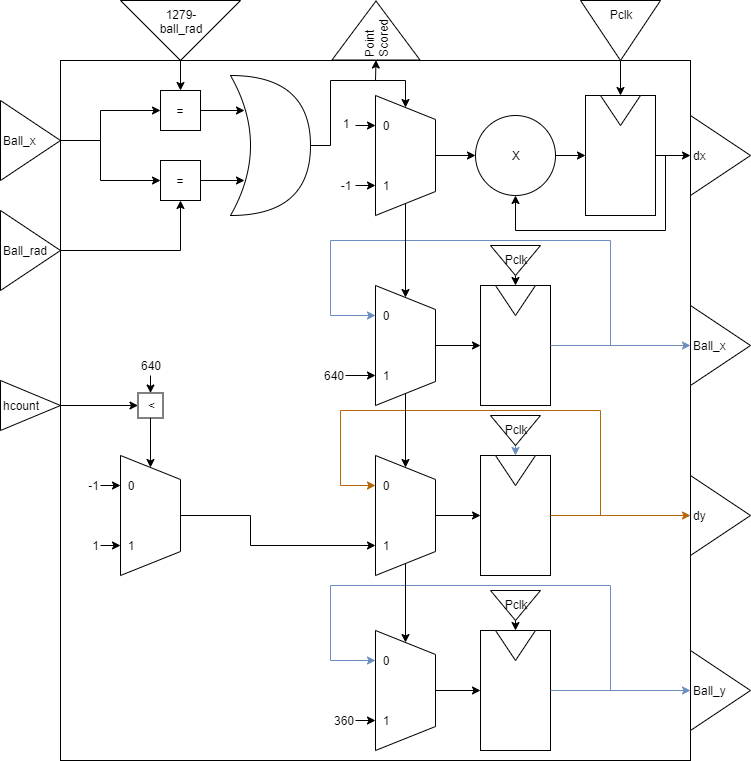 1279-
ball_rad
Point
Scored
Pclk
Ball_x
=
=
1
0
-1
1
X
dx
Ball_rad
Pclk
0
640
1
Ball_x
640
hcount
<
Pclk
-1
0
0
dy
1
1
1
Pclk
0
360
1
Ball_y